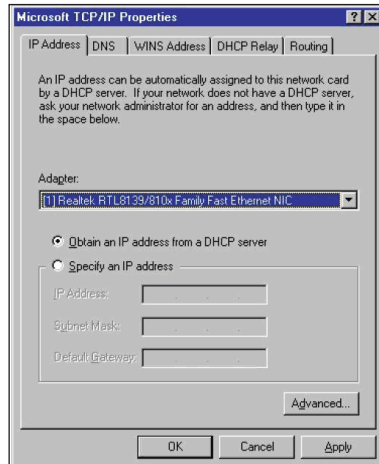 Microsoft TCP/IP Properties
IP Address DNS WINS Address DHCP Relay Routing
An IP address can be automatically assigned to this network card
by a DHCP server. If your network does not have a DHCP server,
ask your network administrator for an address, and then type it in
the space below.
Adapter:
[1] Realtek RTL8139/810x Family Fast Ethernet NIC
Obtain an IP address from a DHCP server
Specify an IP address
IP Address:
Subnet Mask:
Default Gateway:
Advanced...
OK Cancel Apply